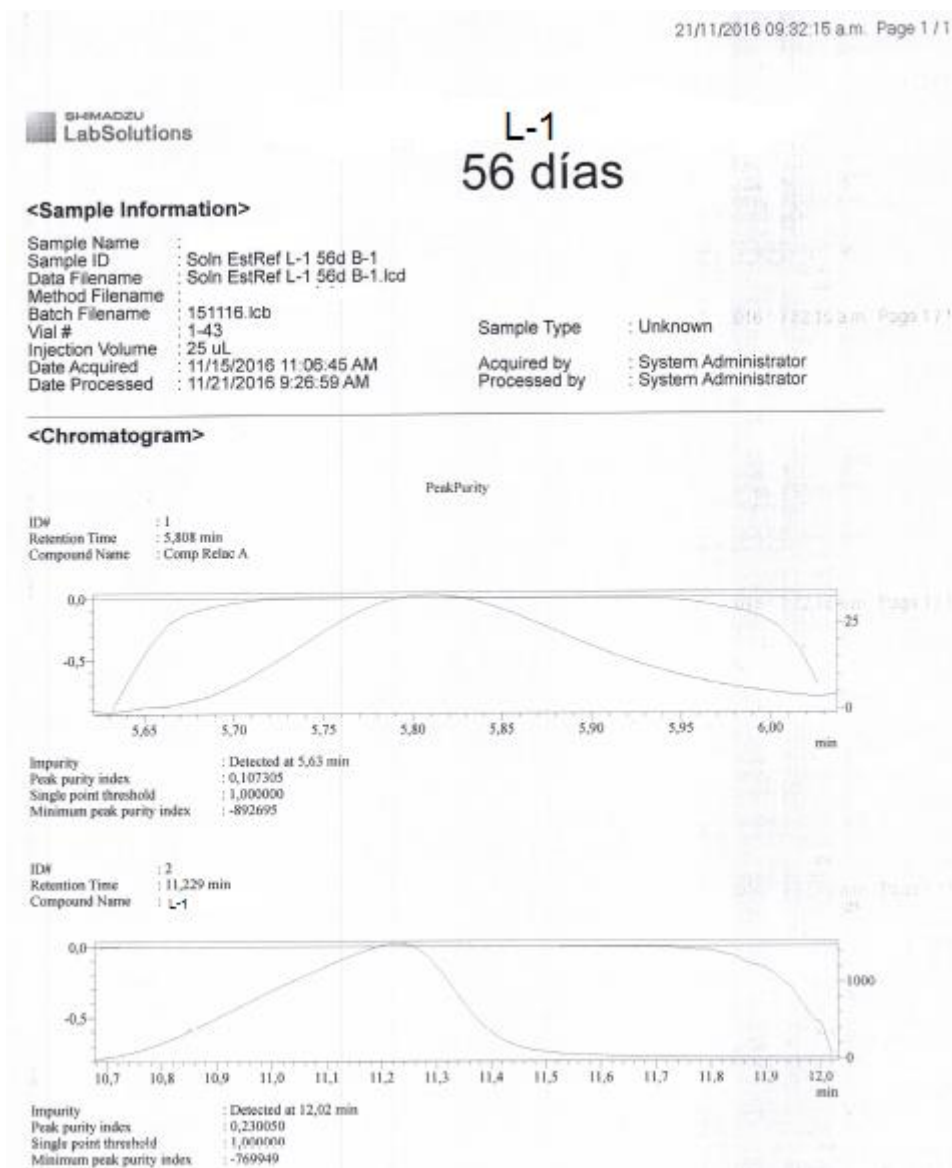 21/11/2016 09:32:15 a.m. Page 1 / 1
SHIMADZU
LabSolutions
L-1
56 días
<Sample Information>
Sample Name :
Sample ID : Soln EstRef L-1 56d B-1
Data Filename : Soln EstRef L-1 56d B-1.lcd
Method Filename :
Batch Filename : 151116.lcb
Vial # : 1-43
Sample Type : Unknown
Injection Volume : 25 uL
Date Acquired : 11/15/2016 11:06:45 AM
Acquired by : System Administrator
Date Processed : 11/21/2016 9:26:59 AM
Processed by : System Administrator
<Chromatogram>
PeakPurity
ID# : 1
Retention Time : 5,808 min
Compound Name : Comp Relac A
0,0
25
-0,5
0
5,65 5,70 5,75 5,80 5,85 5,90 5,95 6,00
min
Impurity : Detected at 5,63 min
Peak purity index : 0,107305
Single point threshold : 1,000000
Minimum peak purity index : -892695
ID# : 2
Retention Time : 11,229 min
Compound Name : L-1
0,0
1000
-0,5
0
10,7 10,8 10,9 11,0 11,1 11,2 11,3 11,4 11,5 11,6 11,7 11,8 11,9 12,0
min
Impurity : Detected at 12,02 min
Peak purity index : 0,230050
Single point threshold : 1,000000
Minimum peak purity index : -769949